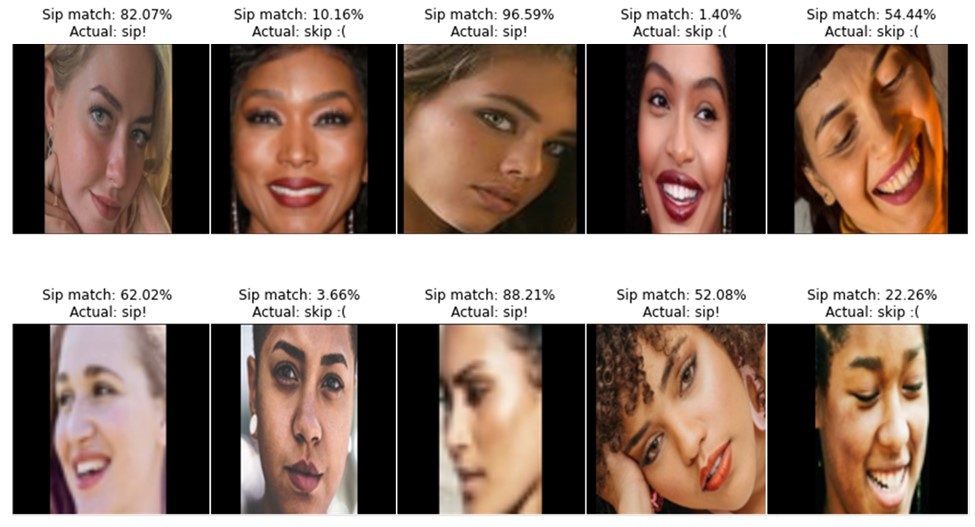 Sip match: 82.07%
Actual: sip!
Sip match: 10.16%
Actual: skip :(
Sip match: 96.59%
Actual: sip!
Sip match: 1.40%
Actual: skip :(
Sip match: 54.44%
Actual: skip :(
Sip match: 62.02%
Actual: sip!
Sip match: 3.66%
Actual: skip :(
Sip match: 88.21%
Actual: sip!
Sip match: 52.08%
Actual: sip!
Sip match: 22.26%
Actual: skip :(